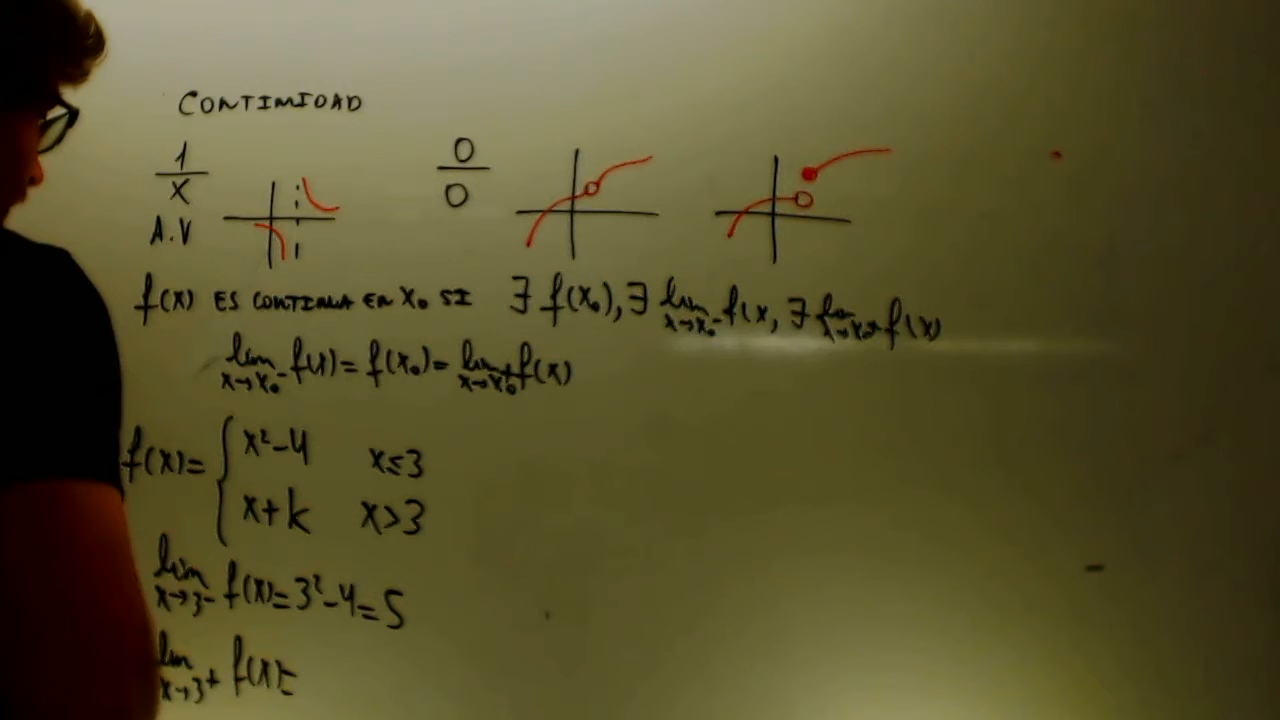 CONTINUIDAD
1/x 0/0
A.V
f(x) ES CONTINUA EN x₀ SI ∃ f(x₀), ∃ lim x→x₀⁻ f(x, ∃ lim x→x₀⁺ f(x)
lim x→x₀⁻ f(x) = f(x₀) = lim x→x₀⁺ f(x)
f(x) = { x²-4 x≤3
x+k x>3
lim x→3⁻ f(x) = 3²-4 = 5
lim x→3⁺ f(x) =